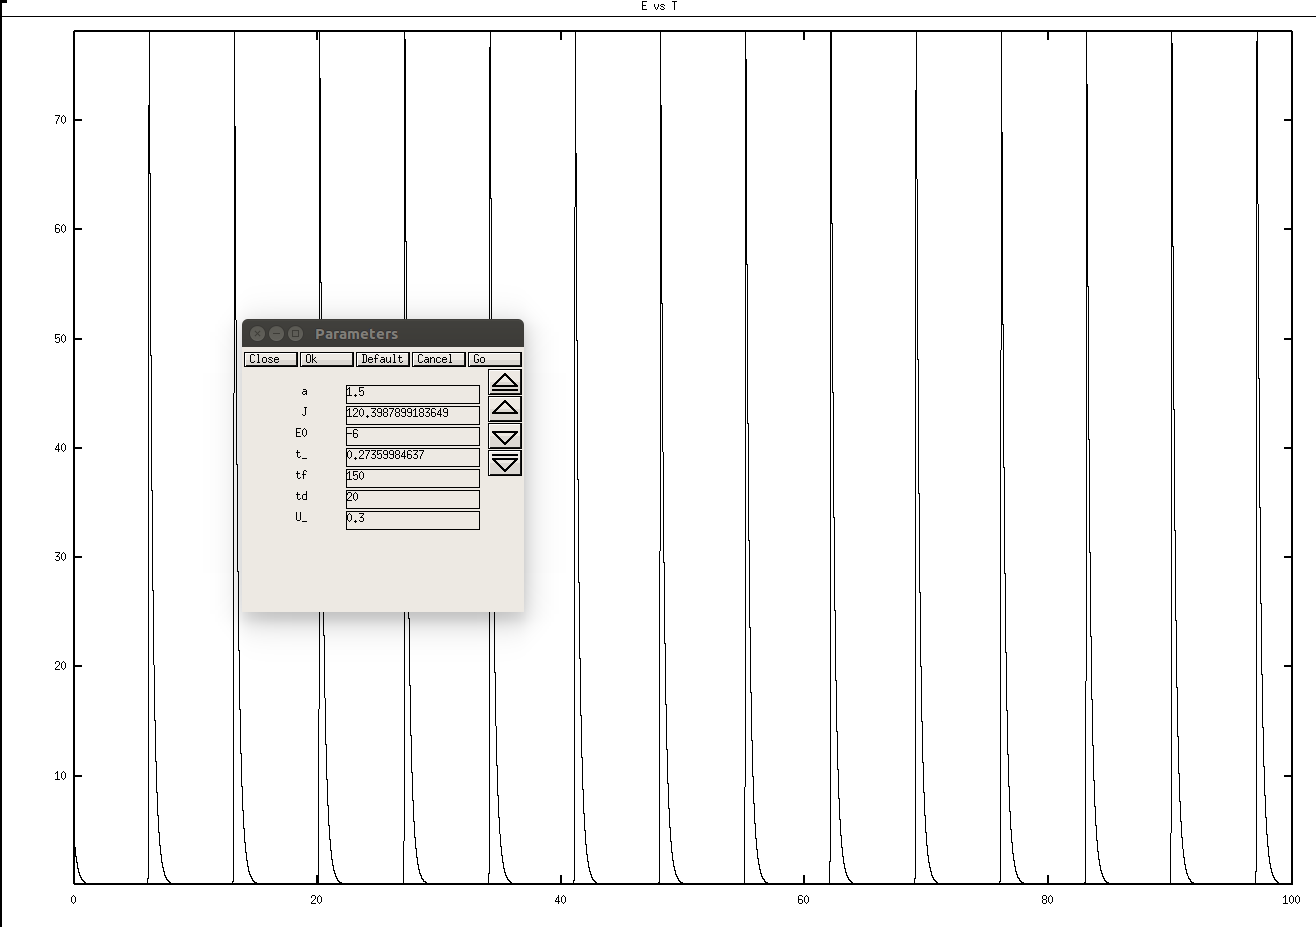 E vs T
70
60
50
40
30
20
10
0
20
40
60
80
100
Parameters
Close Ok Default Cancel Go
a 1.5
J 120.3987899183649
E0 -6
t_ 0.27359984637
tf 150
td 20
U_ 0.3